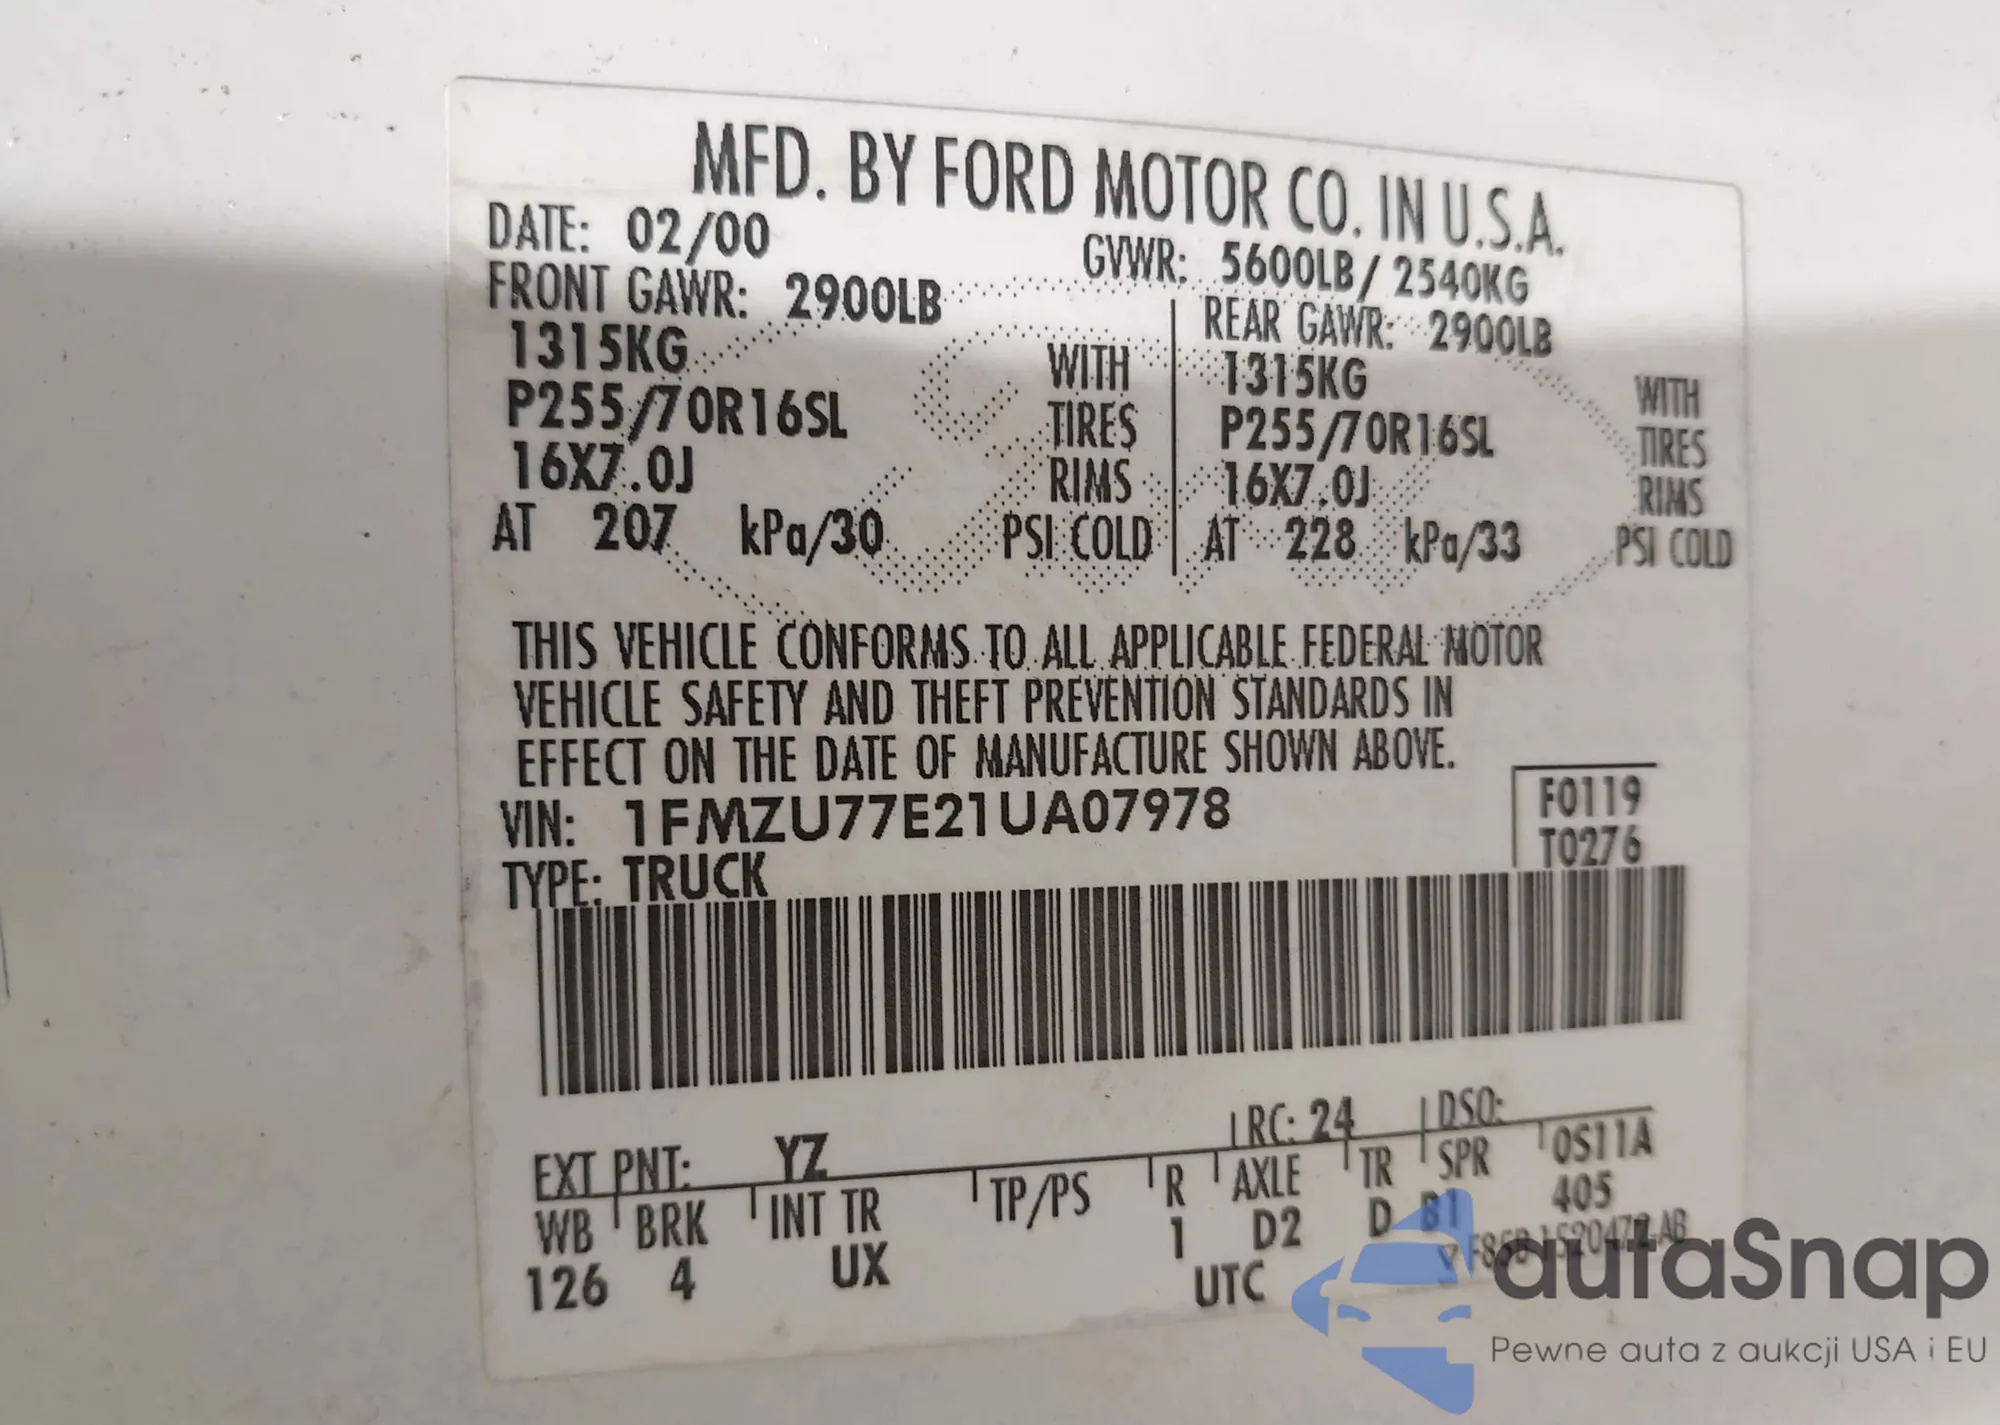 MFD. BY FORD MOTOR CO. IN U.S.A.
DATE: 02/00 GVWR: 5600LB / 2540KG
FRONT GAWR: 2900LB REAR GAWR: 2900LB
1315KG WITH 1315KG WITH
P255/70R16SL TIRES P255/70R16SL TIRES
16X7.0J RIMS 16X7.0J RIMS
AT 207 kPa/30 PSI COLD AT 228 kPa/33 PSI COLD
THIS VEHICLE CONFORMS TO ALL APPLICABLE FEDERAL MOTOR
VEHICLE SAFETY AND THEFT PREVENTION STANDARDS IN
EFFECT ON THE DATE OF MANUFACTURE SHOWN ABOVE.
VIN: 1FMZU77E21UA07978 F0119
TYPE: TRUCK T0276
EXT PNT: YZ RC: 24 DSO:
WB BRK INT TR TP/PS R AXLE TR SPR 0S11A
126 4 UX 1 D2 D B1 405
UTC
autaSnap
Pewne auta z aukcji USA i EU